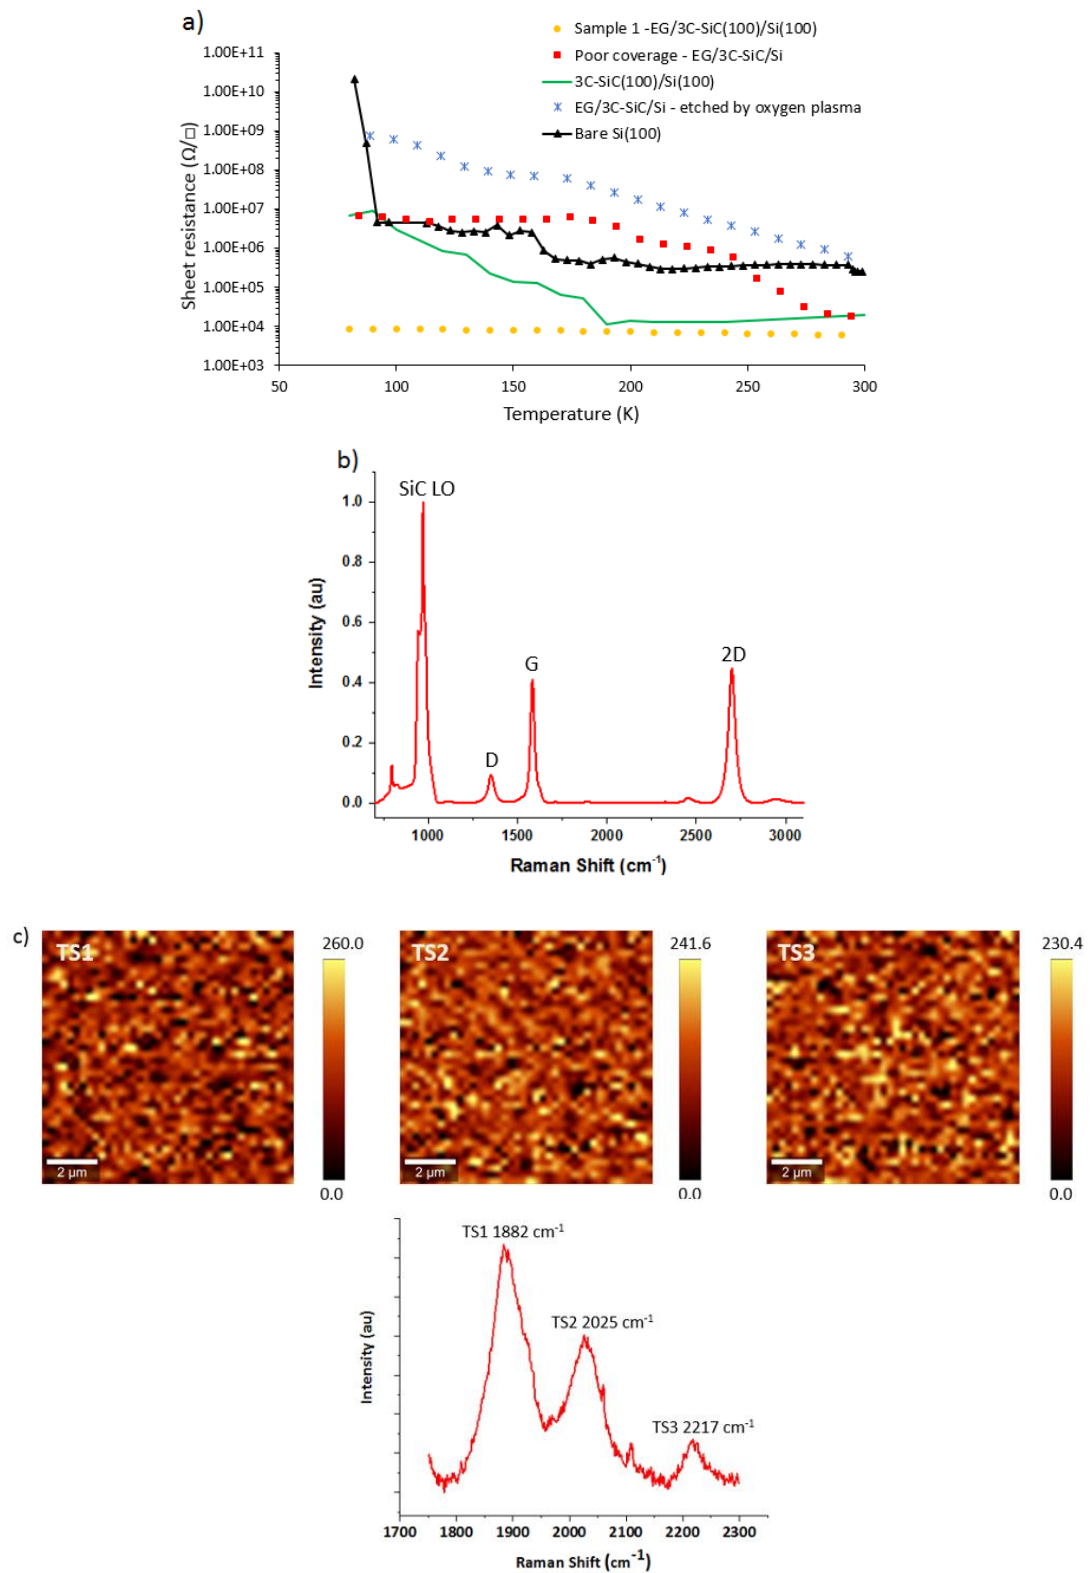 a)
Sample 1 -EG/3C-SiC(100)/Si(100)
Poor coverage - EG/3C-SiC/Si
3C-SiC(100)/Si(100)
EG/3C-SiC/Si - etched by oxygen plasma
Bare Si(100)
Sheet resistance (Ω/□)
1.00E+11
1.00E+10
1.00E+09
1.00E+08
1.00E+07
1.00E+06
1.00E+05
1.00E+04
1.00E+03
50 100 150 200 250 300
Temperature (K)
b)
SiC LO
D
G
2D
Intensity (au)
1.0
0.8
0.6
0.4
0.2
0.0
1000 1500 2000 2500 3000
Raman Shift (cm⁻¹)
c)
TS1
260.0
0.0
2 µm
TS2
241.6
0.0
2 µm
TS3
230.4
0.0
2 µm
TS1 1882 cm⁻¹
TS2 2025 cm⁻¹
TS3 2217 cm⁻¹
Intensity (au)
1700 1800 1900 2000 2100 2200 2300
Raman Shift (cm⁻¹)